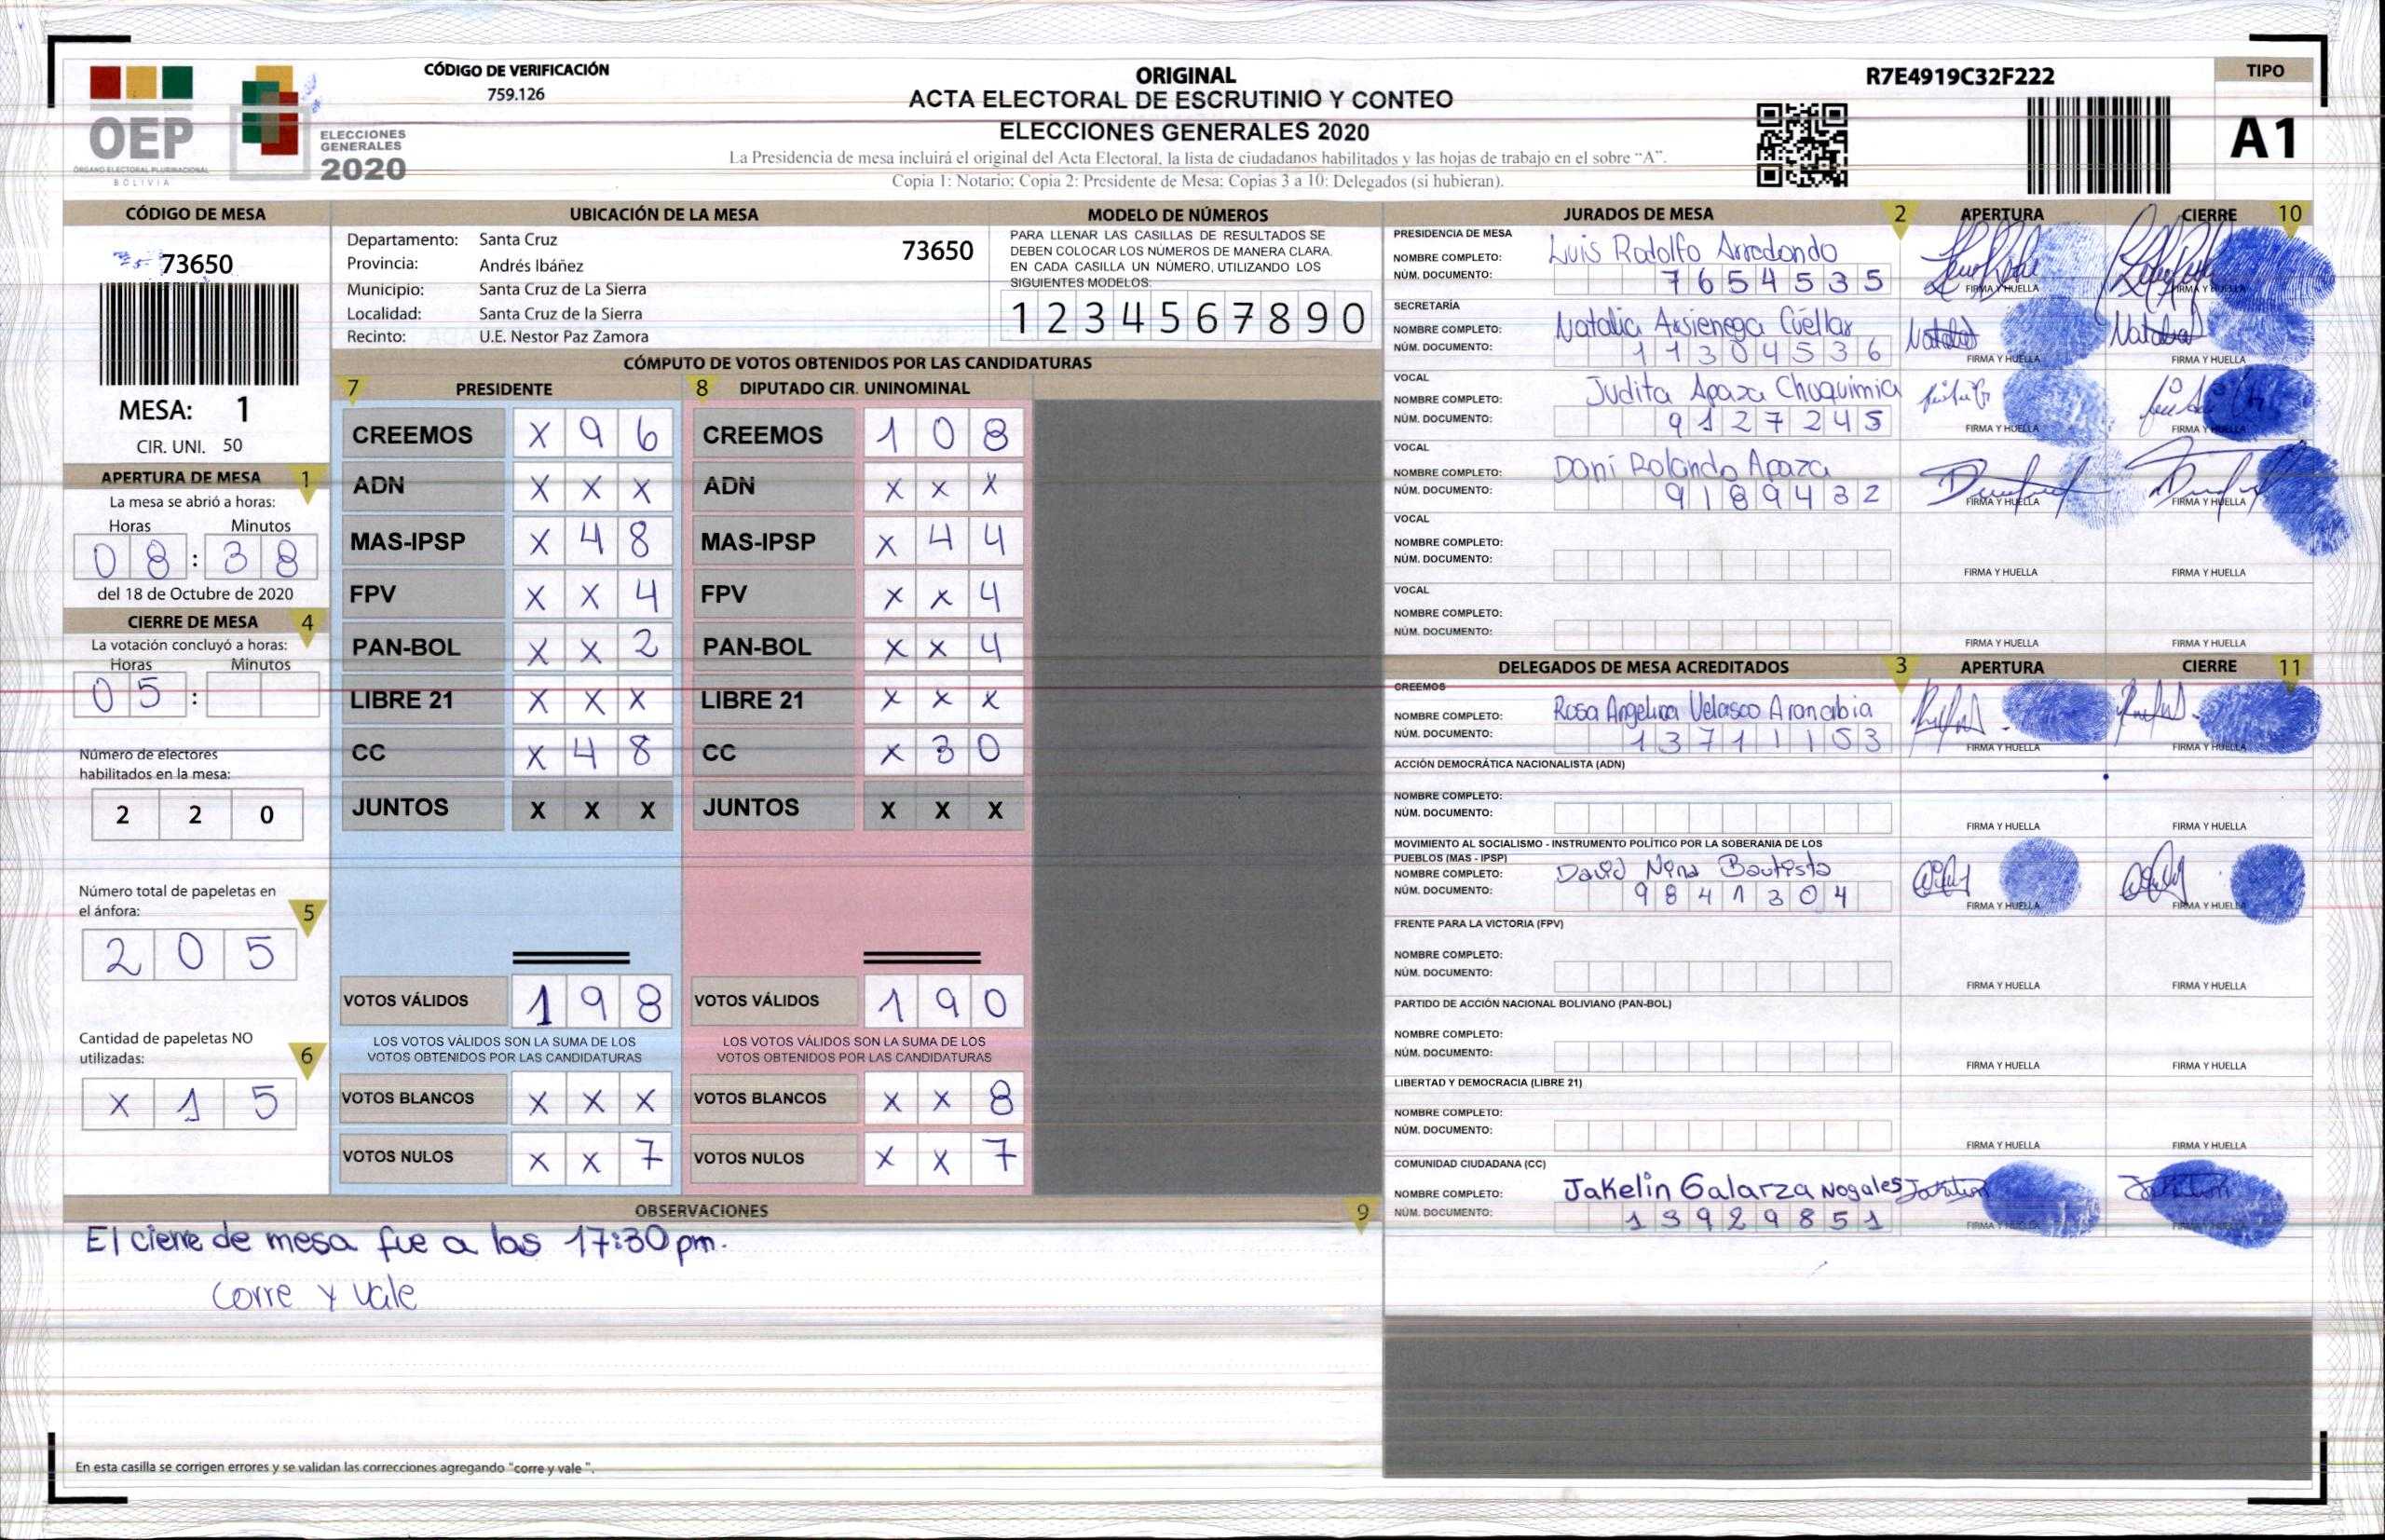 CÓDIGO DE VERIFICACIÓN
759.126
OEP
ÓRGANO ELECTORAL PLURINACIONAL
BOLIVIA
ELECCIONES
GENERALES
2020
ORIGINAL
ACTA ELECTORAL DE ESCRUTINIO Y CONTEO
ELECCIONES GENERALES 2020
La Presidencia de mesa incluirá el original del Acta Electoral, la lista de ciudadanos habilitados y las hojas de trabajo en el sobre "A".
Copia 1: Notario; Copia 2: Presidente de Mesa; Copias 3 a 10: Delegados (si hubieran).
R7E4919C32F222
TIPO
A1
CÓDIGO DE MESA
73650
MESA: 1
CIR. UNI. 50
APERTURA DE MESA 1
La mesa se abrió a horas:
Horas Minutos
08:38
del 18 de Octubre de 2020
CIERRE DE MESA 4
La votación concluyó a horas:
Horas Minutos
05:
Número de electores
habilitados en la mesa:
2 2 0
Número total de papeletas en
el ánfora:
5
2 0 5
Cantidad de papeletas NO
utilizadas:
6
X 1 5
UBICACIÓN DE LA MESA
Departamento: Santa Cruz
73650
Provincia: Andrés Ibáñez
Municipio: Santa Cruz de La Sierra
Localidad: Santa Cruz de la Sierra
Recinto: U.E. Nestor Paz Zamora
MODELO DE NÚMEROS
PARA LLENAR LAS CASILLAS DE RESULTADOS SE
DEBEN COLOCAR LOS NÚMEROS DE MANERA CLARA.
EN CADA CASILLA UN NÚMERO, UTILIZANDO LOS
SIGUIENTES MODELOS:
1 2 3 4 5 6 7 8 9 0
CÓMPUTO DE VOTOS OBTENIDOS POR LAS CANDIDATURAS
7 PRESIDENTE
CREEMOS X 9 6
ADN X X X
MAS-IPSP X 4 8
FPV X X 4
PAN-BOL X X 2
LIBRE 21 X X X
CC X 4 8
JUNTOS X X X
VOTOS VÁLIDOS 1 9 8
LOS VOTOS VÁLIDOS SON LA SUMA DE LOS
VOTOS OBTENIDOS POR LAS CANDIDATURAS
VOTOS BLANCOS X X X
VOTOS NULOS X X 7
8 DIPUTADO CIR. UNINOMINAL
CREEMOS 1 0 8
ADN X X X
MAS-IPSP X 4 4
FPV X X 4
PAN-BOL X X 4
LIBRE 21 X X X
CC X 3 0
JUNTOS X X X
VOTOS VÁLIDOS 1 9 0
LOS VOTOS VÁLIDOS SON LA SUMA DE LOS
VOTOS OBTENIDOS POR LAS CANDIDATURAS
VOTOS BLANCOS X X 8
VOTOS NULOS X X 7
OBSERVACIONES 9
El cierre de mesa fue a las 17:30 pm.
Corre y vale
En esta casilla se corrigen errores y se validan las correcciones agregando "corre y vale ".
JURADOS DE MESA 2 APERTURA CIERRE 10
PRESIDENCIA DE MESA
NOMBRE COMPLETO: Luis Rodolfo Arredondo
NÚM. DOCUMENTO: 7654535
FIRMA Y HUELLA FIRMA Y HUELLA
SECRETARÍA
NOMBRE COMPLETO: Natalia Arsienega Cúellar
NÚM. DOCUMENTO: 11304536
FIRMA Y HUELLA FIRMA Y HUELLA
VOCAL
NOMBRE COMPLETO: Judita Apaza Chuquimia
NÚM. DOCUMENTO: 9127245
FIRMA Y HUELLA FIRMA Y HUELLA
VOCAL
NOMBRE COMPLETO: Dani Rolando Apaza
NÚM. DOCUMENTO: 9189432
FIRMA Y HUELLA FIRMA Y HUELLA
VOCAL
NOMBRE COMPLETO:
NÚM. DOCUMENTO:
FIRMA Y HUELLA FIRMA Y HUELLA
VOCAL
NOMBRE COMPLETO:
NÚM. DOCUMENTO:
FIRMA Y HUELLA FIRMA Y HUELLA
DELEGADOS DE MESA ACREDITADOS 3 APERTURA CIERRE 11
CREEMOS
NOMBRE COMPLETO: Rosa Angelica Velasco Arancibia
NÚM. DOCUMENTO: 13711153
FIRMA Y HUELLA FIRMA Y HUELLA
ACCIÓN DEMOCRÁTICA NACIONALISTA (ADN)
NOMBRE COMPLETO:
NÚM. DOCUMENTO:
FIRMA Y HUELLA FIRMA Y HUELLA
MOVIMIENTO AL SOCIALISMO - INSTRUMENTO POLÍTICO POR LA SOBERANIA DE LOS
PUEBLOS (MAS - IPSP)
NOMBRE COMPLETO: David Nina Bautista
NÚM. DOCUMENTO: 9841304
FIRMA Y HUELLA FIRMA Y HUELLA
FRENTE PARA LA VICTORIA (FPV)
NOMBRE COMPLETO:
NÚM. DOCUMENTO:
FIRMA Y HUELLA FIRMA Y HUELLA
PARTIDO DE ACCIÓN NACIONAL BOLIVIANO (PAN-BOL)
NOMBRE COMPLETO:
NÚM. DOCUMENTO:
FIRMA Y HUELLA FIRMA Y HUELLA
LIBERTAD Y DEMOCRACIA (LIBRE 21)
NOMBRE COMPLETO:
NÚM. DOCUMENTO:
FIRMA Y HUELLA FIRMA Y HUELLA
COMUNIDAD CIUDADANA (CC)
NOMBRE COMPLETO: Jakelin Galarza Nogales
NÚM. DOCUMENTO: 13929851
FIRMA Y HUELLA FIRMA Y HUELLA